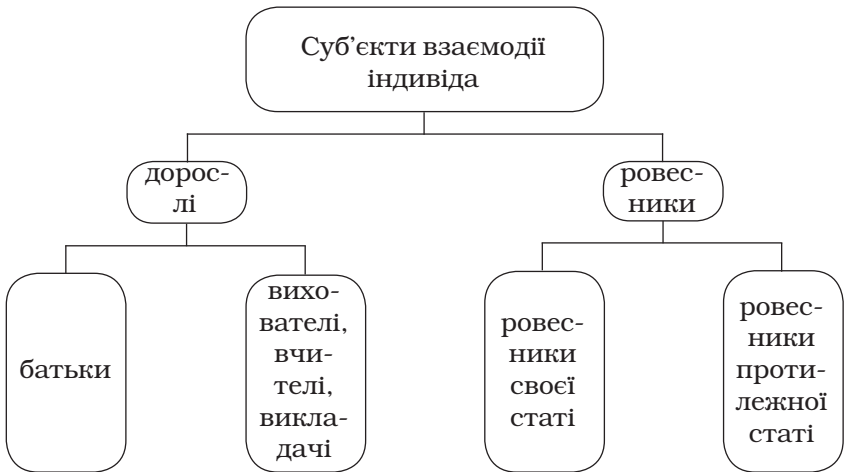 Суб’єкти взаємодії
індивіда
дорос-
лі
ровес-
ники
батьки
вихо-
вателі,
вчи-
телі,
викла-
дачі
ровес-
ники
своєї
статі
ровес-
ники
проти-
лежної
статі